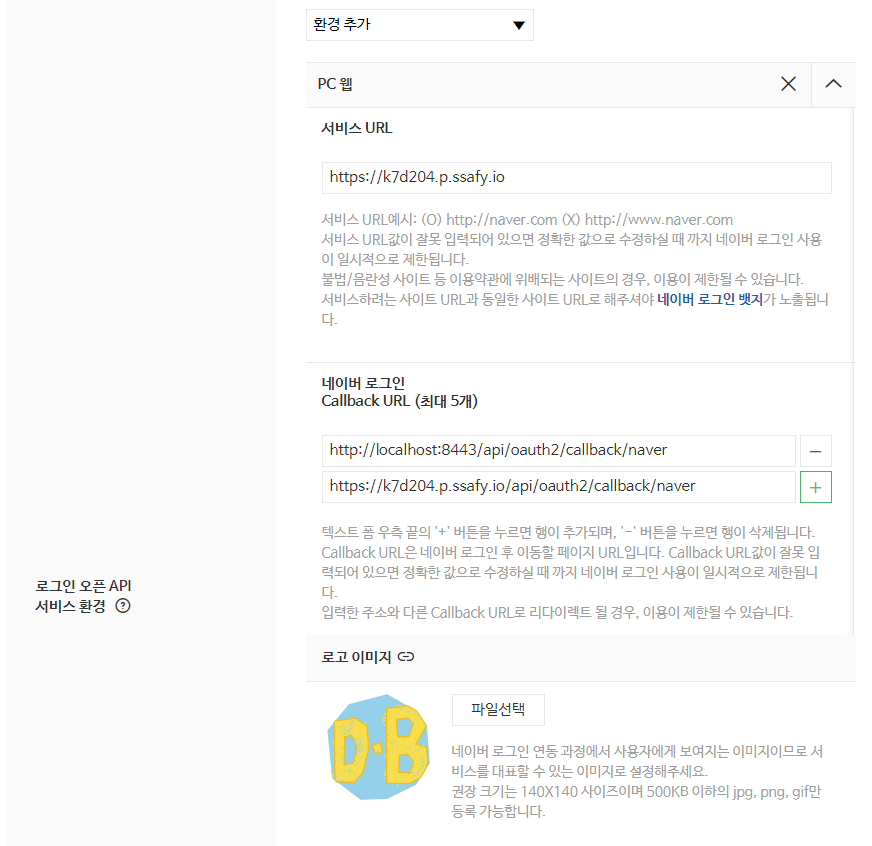 환경 추가
PC 웹
서비스 URL
https://k7d204.p.ssafy.io
서비스 URL예시: (O) http://naver.com (X) http://www.naver.com
서비스 URL값이 잘못 입력되어 있으면 정확한 값으로 수정하실 때 까지 네이버 로그인 사용
이 일시적으로 제한됩니다.
불법/음란성 사이트 등 이용약관에 위배되는 사이트의 경우, 이용이 제한될 수 있습니다.
서비스하려는 사이트 URL과 동일한 사이트 URL로 해주셔야 네이버 로그인 뱃지가 노출됩니
다.
네이버 로그인
Callback URL (최대 5개)
http://localhost:8443/api/oauth2/callback/naver
https://k7d204.p.ssafy.io/api/oauth2/callback/naver
텍스트 폼 우측 끝의 '+' 버튼을 누르면 행이 추가되며, '-' 버튼을 누르면 행이 삭제됩니다.
Callback URL은 네이버 로그인 후 이동할 페이지 URL입니다. Callback URL값이 잘못 입
력되어 있으면 정확한 값으로 수정하실 때 까지 네이버 로그인 사용이 일시적으로 제한됩니
다.
입력한 주소와 다른 Callback URL로 리다이렉트 될 경우, 이용이 제한될 수 있습니다.
로그인 오픈 API
서비스 환경 ?
로고 이미지
D·B
파일선택
네이버 로그인 연동 과정에서 사용자에게 보여지는 이미지이므로 서
비스를 대표할 수 있는 이미지로 설정해주세요.
권장 크기는 140X140 사이즈이며 500KB 이하의 jpg, png, gif만
등록 가능합니다.